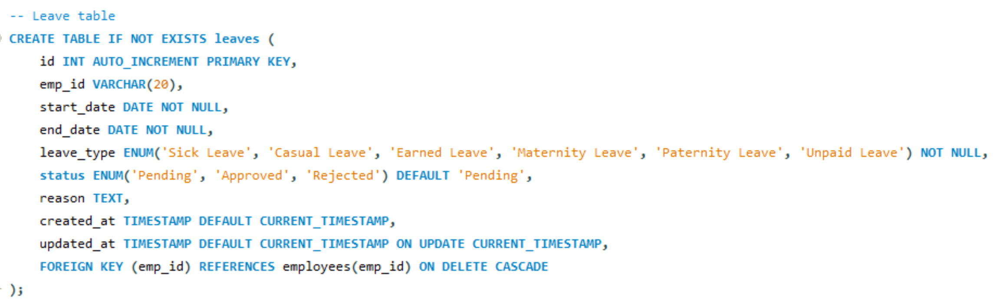 -- Leave table
CREATE TABLE IF NOT EXISTS leaves (
    id INT AUTO_INCREMENT PRIMARY KEY,
    emp_id VARCHAR(20),
    start_date DATE NOT NULL,
    end_date DATE NOT NULL,
    leave_type ENUM('Sick Leave', 'Casual Leave', 'Earned Leave', 'Maternity Leave', 'Paternity Leave', 'Unpaid Leave') NOT NULL,
    status ENUM('Pending', 'Approved', 'Rejected') DEFAULT 'Pending',
    reason TEXT,
    created_at TIMESTAMP DEFAULT CURRENT_TIMESTAMP,
    updated_at TIMESTAMP DEFAULT CURRENT_TIMESTAMP ON UPDATE CURRENT_TIMESTAMP,
    FOREIGN KEY (emp_id) REFERENCES employees(emp_id) ON DELETE CASCADE
);